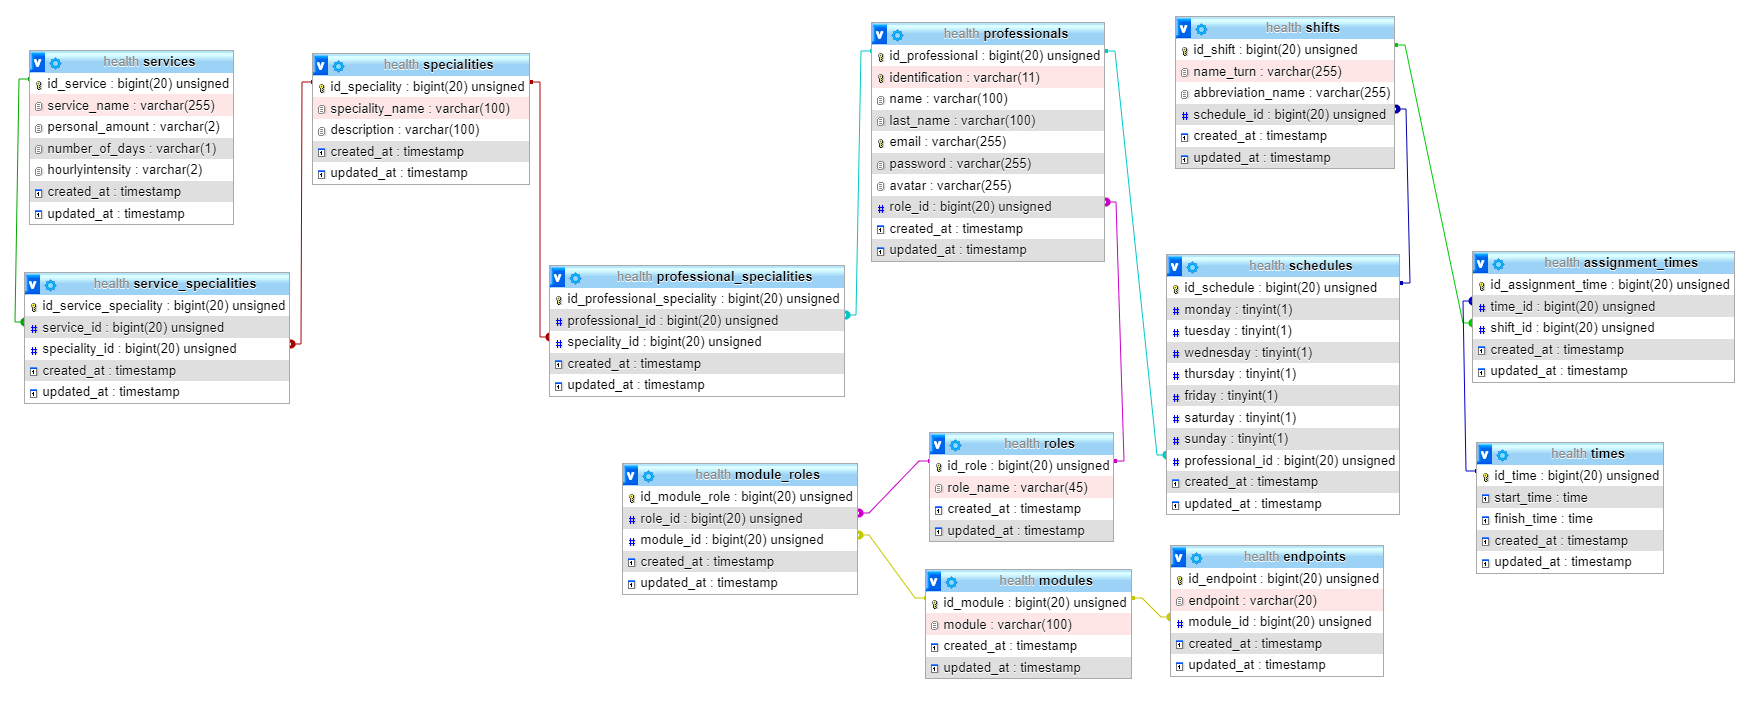 health services
id_service : bigint(20) unsigned
service_name : varchar(255)
personal_amount : varchar(2)
number_of_days : varchar(1)
hourlyintensity : varchar(2)
created_at : timestamp
updated_at : timestamp
health specialities
id_speciality : bigint(20) unsigned
speciality_name : varchar(100)
description : varchar(100)
created_at : timestamp
updated_at : timestamp
health professionals
id_professional : bigint(20) unsigned
identification : varchar(11)
name : varchar(100)
last_name : varchar(100)
email : varchar(255)
password : varchar(255)
avatar : varchar(255)
role_id : bigint(20) unsigned
created_at : timestamp
updated_at : timestamp
health shifts
id_shift : bigint(20) unsigned
name_turn : varchar(255)
abbreviation_name : varchar(255)
schedule_id : bigint(20) unsigned
created_at : timestamp
updated_at : timestamp
health service_specialities
id_service_speciality : bigint(20) unsigned
service_id : bigint(20) unsigned
speciality_id : bigint(20) unsigned
created_at : timestamp
updated_at : timestamp
health professional_specialities
id_professional_speciality : bigint(20) unsigned
professional_id : bigint(20) unsigned
speciality_id : bigint(20) unsigned
created_at : timestamp
updated_at : timestamp
health schedules
id_schedule : bigint(20) unsigned
monday : tinyint(1)
tuesday : tinyint(1)
wednesday : tinyint(1)
thursday : tinyint(1)
friday : tinyint(1)
saturday : tinyint(1)
sunday : tinyint(1)
professional_id : bigint(20) unsigned
created_at : timestamp
updated_at : timestamp
health assignment_times
id_assignment_time : bigint(20) unsigned
time_id : bigint(20) unsigned
shift_id : bigint(20) unsigned
created_at : timestamp
updated_at : timestamp
health module_roles
id_module_role : bigint(20) unsigned
role_id : bigint(20) unsigned
module_id : bigint(20) unsigned
created_at : timestamp
updated_at : timestamp
health roles
id_role : bigint(20) unsigned
role_name : varchar(45)
created_at : timestamp
updated_at : timestamp
health times
id_time : bigint(20) unsigned
start_time : time
finish_time : time
created_at : timestamp
updated_at : timestamp
health modules
id_module : bigint(20) unsigned
module : varchar(100)
created_at : timestamp
updated_at : timestamp
health endpoints
id_endpoint : bigint(20) unsigned
endpoint : varchar(20)
module_id : bigint(20) unsigned
created_at : timestamp
updated_at : timestamp